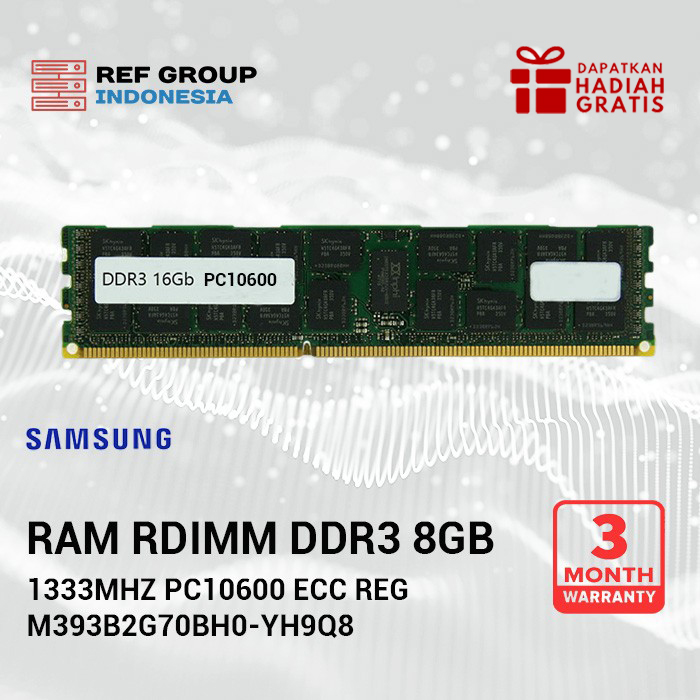 REF GROUP
INDONESIA
DAPATKAN
HADIAH
GRATIS
DDR3 16Gb PC10600
SAMSUNG
RAM RDIMM DDR3 8GB
1333MHZ PC10600 ECC REG
M393B2G70BH0-YH9Q8
3
MONTH
WARRANTY